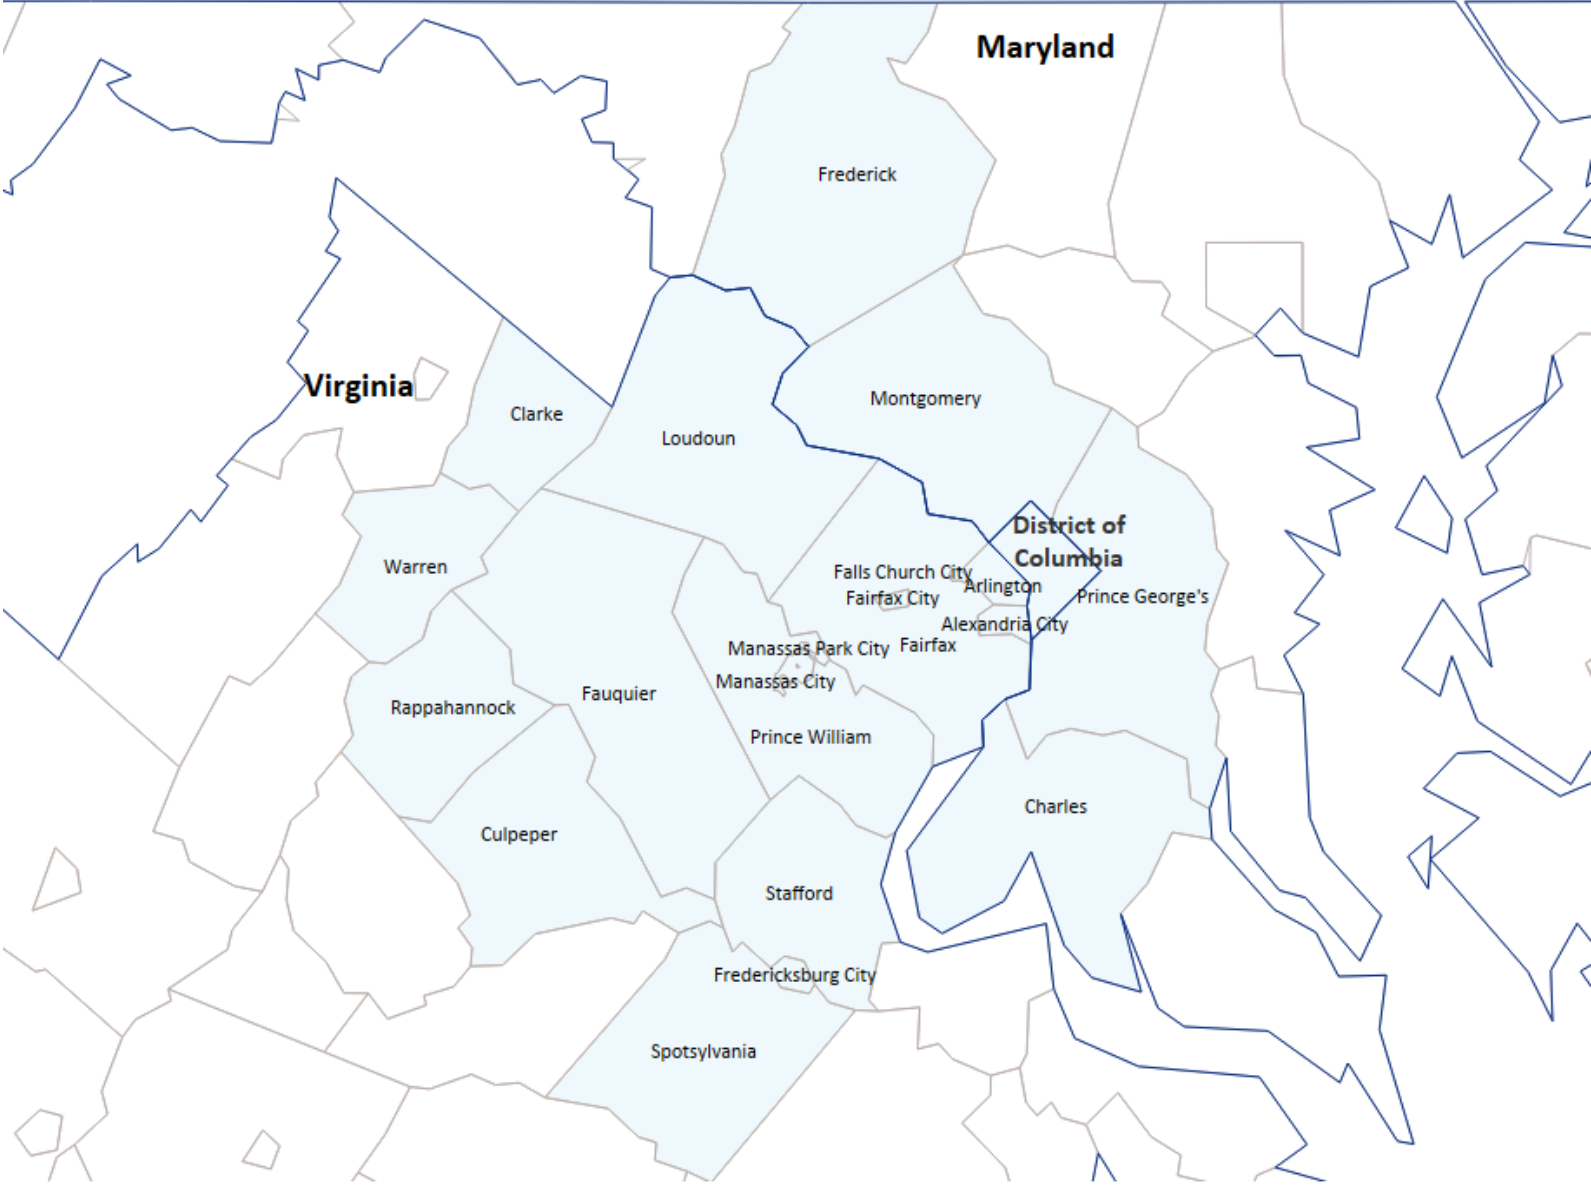 Maryland
Frederick
Virginia
Clarke
Montgomery
Loudoun
District of
Columbia
Warren
Falls Church City
Arlington
Fairfax City
Prince George's
Alexandria City
Manassas Park City
Fairfax
Manassas City
Rappahannock
Fauquier
Prince William
Charles
Culpeper
Stafford
Fredericksburg City
Spotsylvania